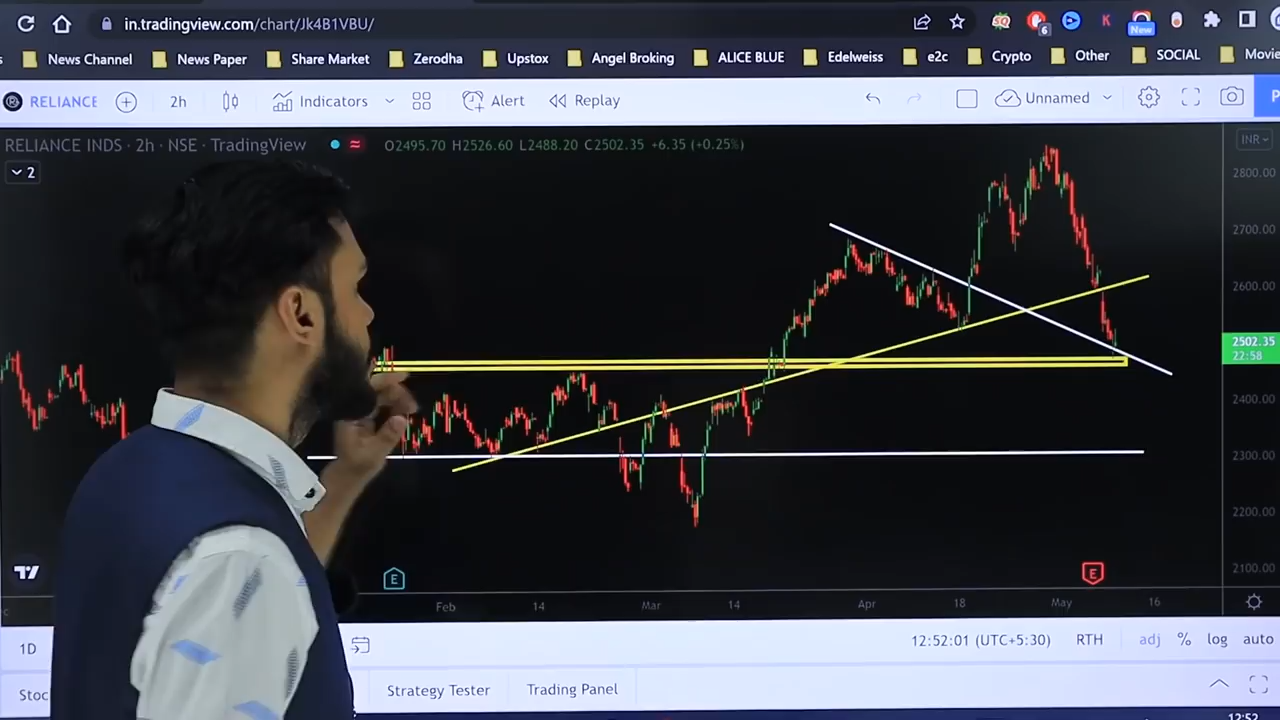 in.tradingview.com/chart/Jk4B1VBU/
6
New
News Channel News Paper Share Market Zerodha Upstox Angel Broking ALICE BLUE Edelweiss e2c Crypto Other SOCIAL Movie
RELIANCE 2h Indicators Alert Replay Unnamed P
RELIANCE INDS · 2h · NSE · TradingView O2495.70 H2526.60 L2488.20 C2502.35 +6.35 (+0.25%)
INR
2
2800.00
2700.00
2600.00
2502.35
22:58
2400.00
2300.00
2200.00
2100.00
E E
Feb 14 Mar 14 Apr 18 May 16
1D 12:52:01 (UTC+5:30) RTH adj % log auto
Stoc Strategy Tester Trading Panel
12:52